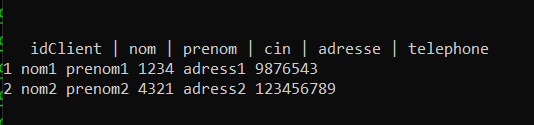 idClient | nom | prenom | cin | adresse | telephone
1 nom1 prenom1 1234 adress1 9876543
2 nom2 prenom2 4321 adress2 123456789